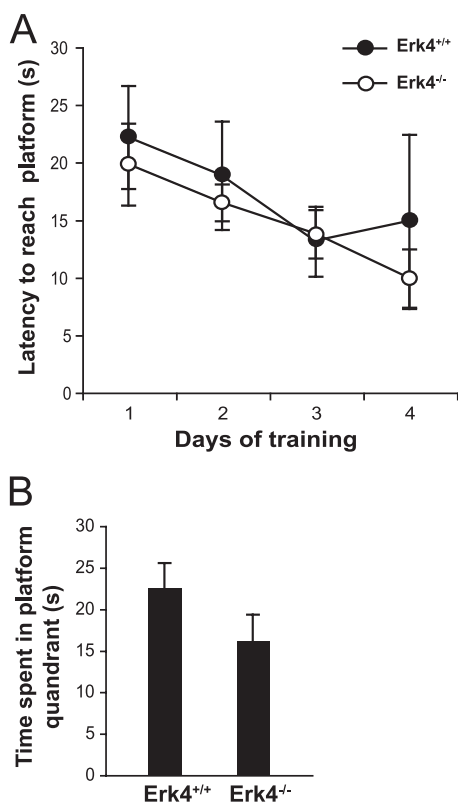 A
Erk4+/+
Erk4-/-
Latency to reach platform (s)
30
25
20
15
10
5
0
1 2 3 4
Days of training
B
Time spent in platform
quandrant (s)
30
25
20
15
10
5
0
Erk4+/+ Erk4-/-